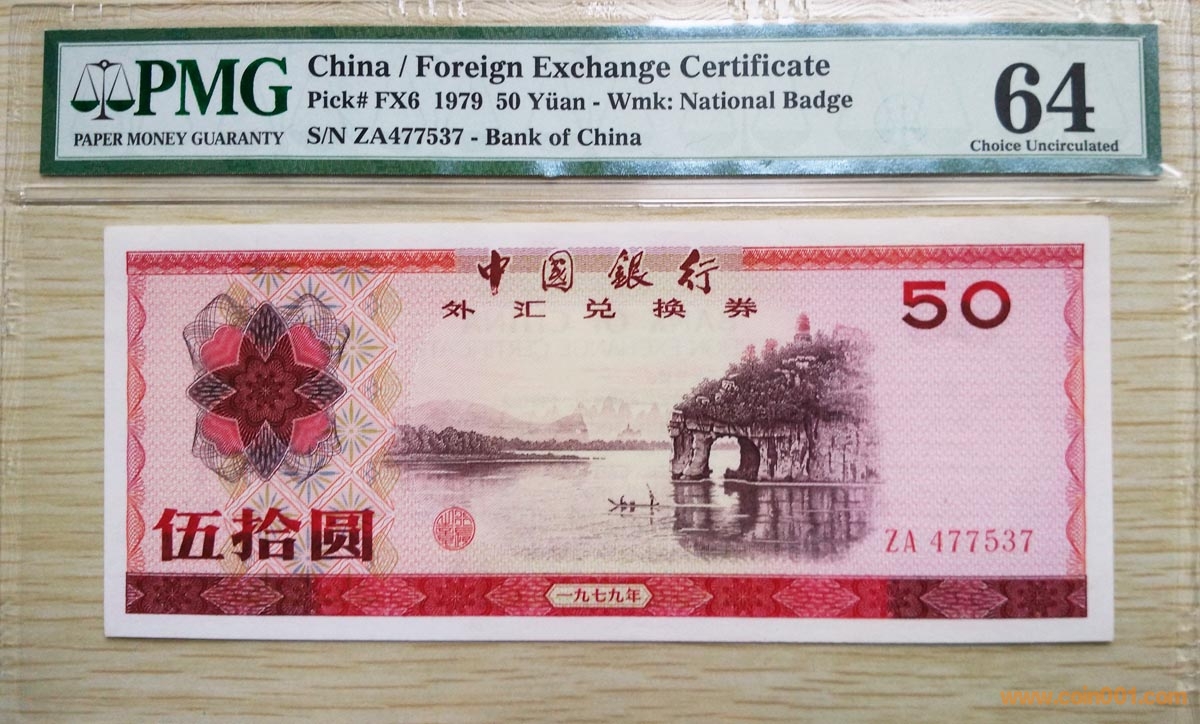 PMG
PAPER MONEY GUARANTY
China / Foreign Exchange Certificate
Pick# FX6 1979 50 Yüan - Wmk: National Badge
S/N ZA477537 - Bank of China
64
Choice Uncirculated
中國銀行
外汇兑换券
50
伍拾圆
ZA 477537
一九七九年
www.coin001.com